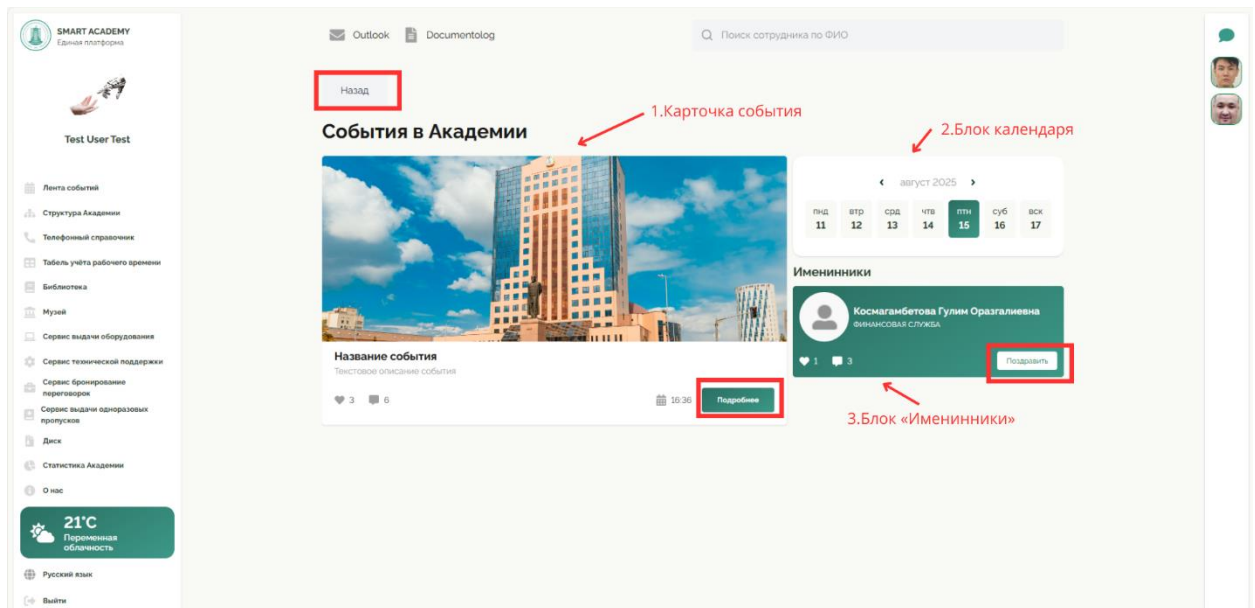 SMART ACADEMY
Единая платформа
Test User Test
Лента событий
Структура Академии
Телефонный справочник
Табель учёта рабочего времени
Библиотека
Музей
Сервис выдачи оборудования
Сервис технической поддержки
Сервис бронирование
переговорок
Сервис выдачи одноразовых
пропусков
Диск
Статистика Академии
О нас
21°C
Переменная
облачность
Русский язык
Выйти
Outlook Documentolog
Поиск сотрудника по ФИО
Назад
1.Карточка события
События в Академии
2.Блок календаря
август 2025
пнд втр срд чтв птн суб вск
11 12 13 14 15 16 17
Именинники
Космагамбетова Гулим Оразгалиевна
ФИНАНСОВАЯ СЛУЖБА
1 3 Поздравить
3.Блок «Именинники»
Название события
Текстовое описание события
3 6 16:36 Подробнее